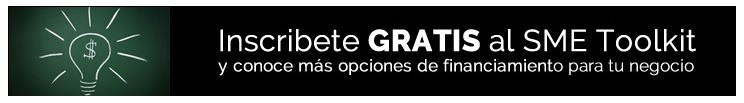 $
Inscribete GRATIS al SME Toolkit
y conoce más opciones de financiamiento para tu negocio